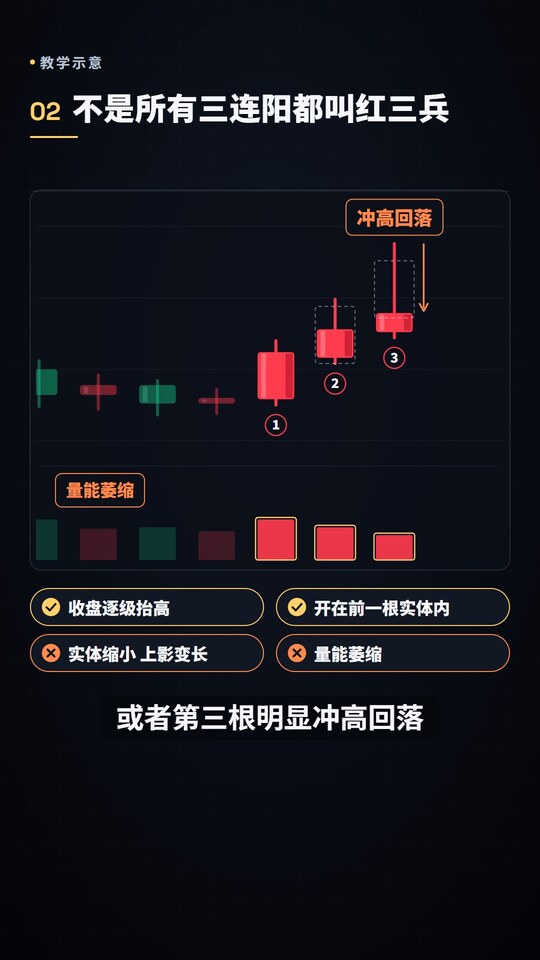 教学示意
02 不是所有三连阳都叫红三兵
冲高回落
3
2
1
量能萎缩
收盘逐级抬高
开在前一根实体内
实体缩小 上影变长
量能萎缩
或者第三根明显冲高回落